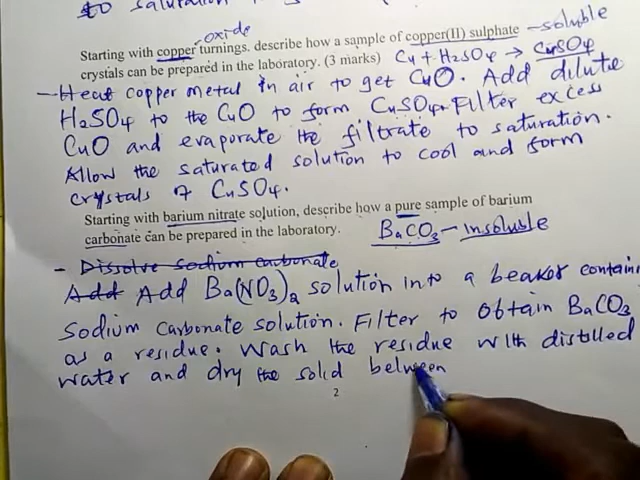 to saturation
oxide
Starting with copper turnings. describe how a sample of copper(II) sulphate - soluble
crystals can be prepared in the laboratory. (3 marks) Cu + H2SO4 → CuSO4
- Heat copper metal in air to get CuO. Add dilute
H2SO4 to the CuO to form CuSO4. Filter excess
CuO and evaporate the filtrate to saturation.
Allow the saturated solution to cool and form
crystals of CuSO4.
Starting with barium nitrate solution, describe how a pure sample of barium
carbonate can be prepared in the laboratory. BaCO3 - insoluble
- Dissolve sodium carbonate
Add Add Ba(NO3)2 solution into a beaker containin
Sodium Carbonate solution. Filter to obtain BaCO3
as a residue. Wash the residue with distilled
water and dry the solid between
2